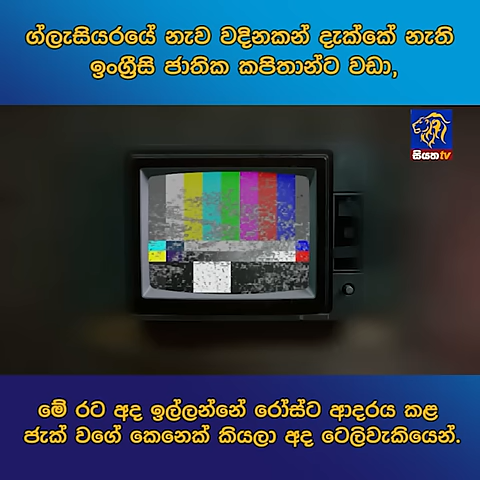 ග්ලැසියරයේ නැව වදිනකන් දැක්කේ නැති
ඉංග්‍රීසි ජාතික කපිතාන්ට වඩා,
සියත tv
මේ රට අද ඉල්ලන්නේ රෝස්ට ආදරය කළ
ජැක් වගේ කෙනෙක් කියලා අද ටෙලිවැකියෙන්.